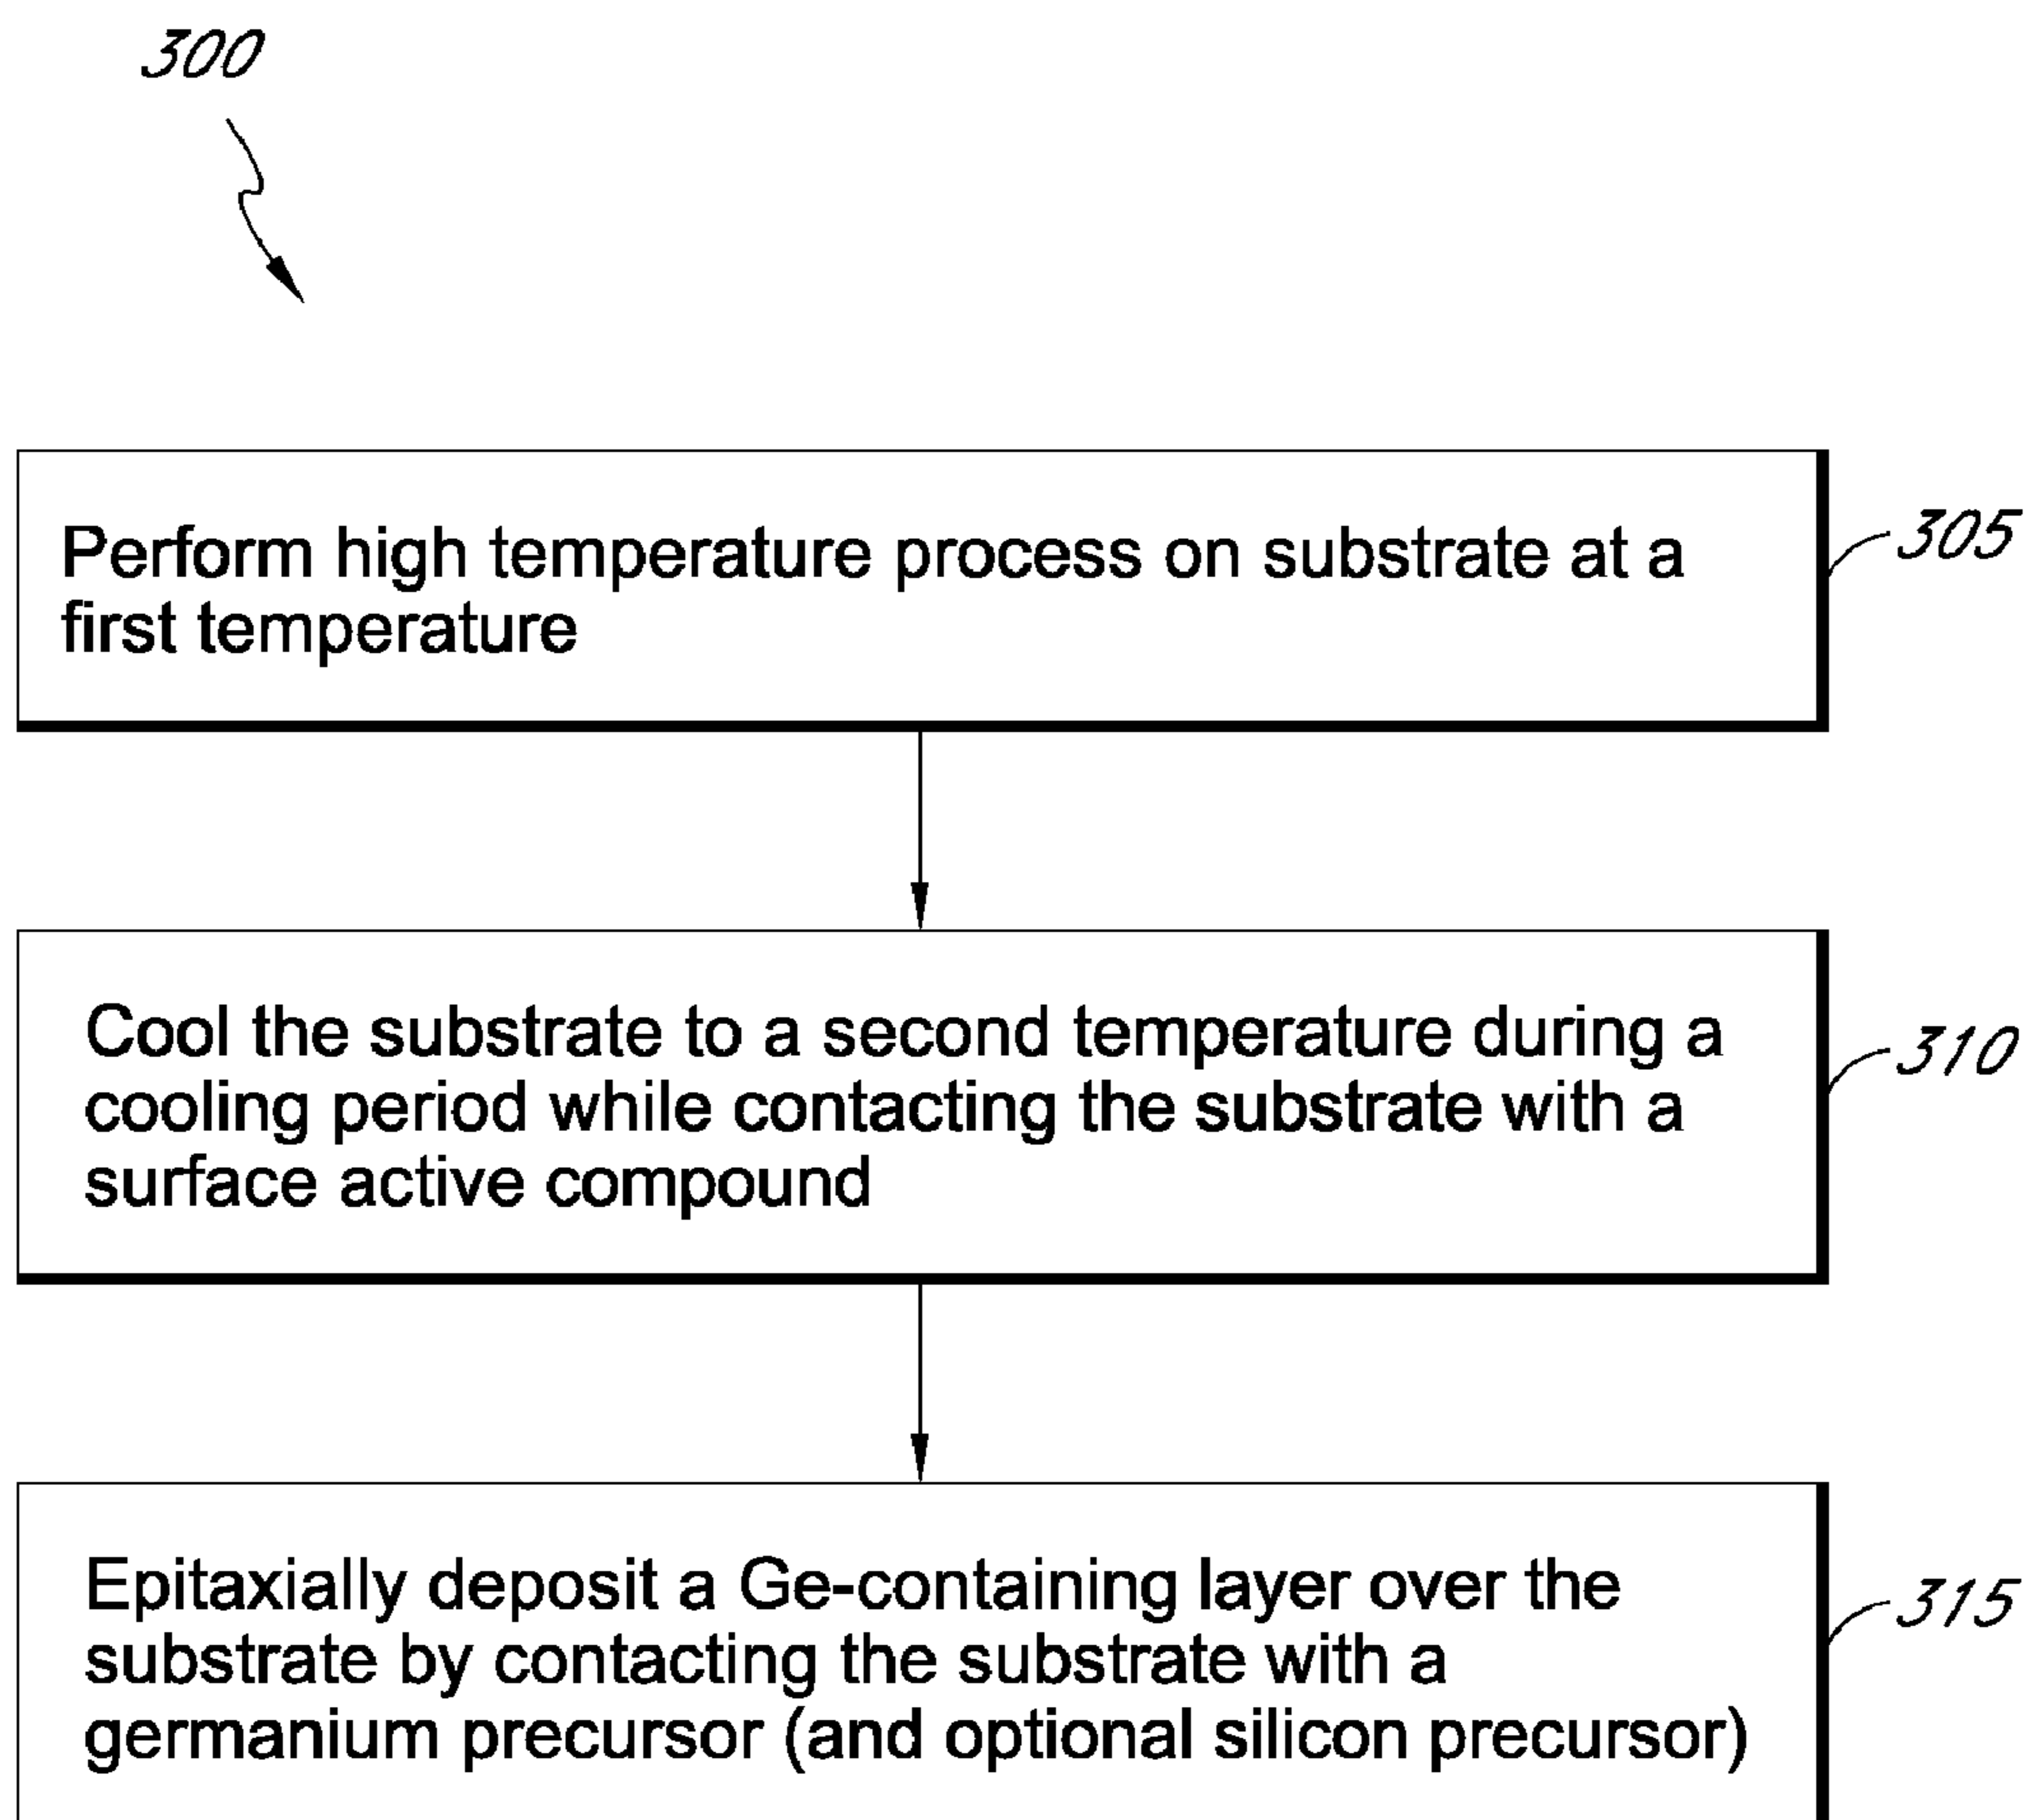 300
Perform high temperature process on substrate at a
first temperature
305
Cool the substrate to a second temperature during a
cooling period while contacting the substrate with a
surface active compound
310
Epitaxially deposit a Ge-containing layer over the
substrate by contacting the substrate with a
germanium precursor (and optional silicon precursor)
315